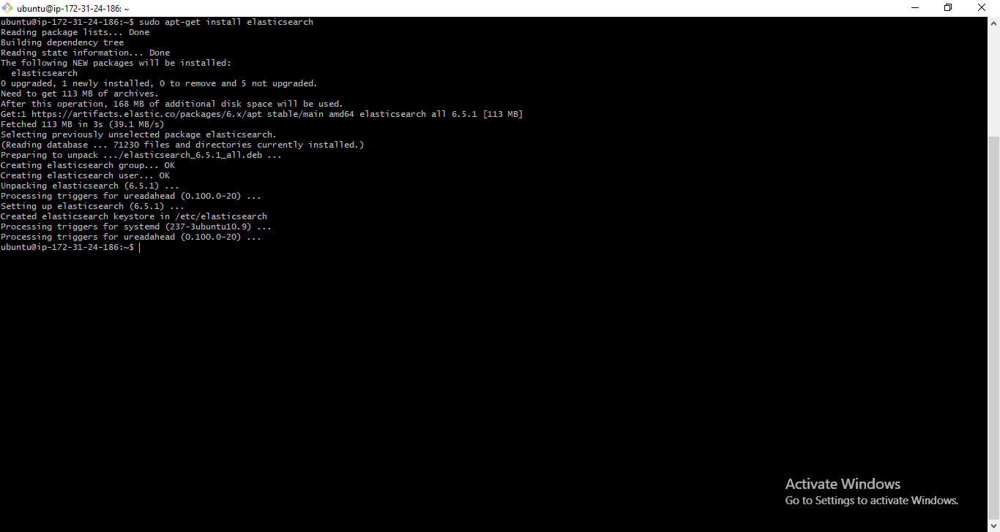 ubuntu@ip-172-31-24-186: ~
ubuntu@ip-172-31-24-186:~$ sudo apt-get install elasticsearch
Reading package lists... Done
Building dependency tree
Reading state information... Done
The following NEW packages will be installed:
  elasticsearch
0 upgraded, 1 newly installed, 0 to remove and 5 not upgraded.
Need to get 113 MB of archives.
After this operation, 168 MB of additional disk space will be used.
Get:1 https://artifacts.elastic.co/packages/6.x/apt stable/main amd64 elasticsearch all 6.5.1 [113 MB]
Fetched 113 MB in 3s (39.1 MB/s)
Selecting previously unselected package elasticsearch.
(Reading database ... 71230 files and directories currently installed.)
Preparing to unpack .../elasticsearch_6.5.1_all.deb ...
Creating elasticsearch group... OK
Creating elasticsearch user... OK
Unpacking elasticsearch (6.5.1) ...
Processing triggers for ureadahead (0.100.0-20) ...
Setting up elasticsearch (6.5.1) ...
Created elasticsearch keystore in /etc/elasticsearch
Processing triggers for systemd (237-3ubuntu10.9) ...
Processing triggers for ureadahead (0.100.0-20) ...
ubuntu@ip-172-31-24-186:~$
Activate Windows
Go to Settings to activate Windows.